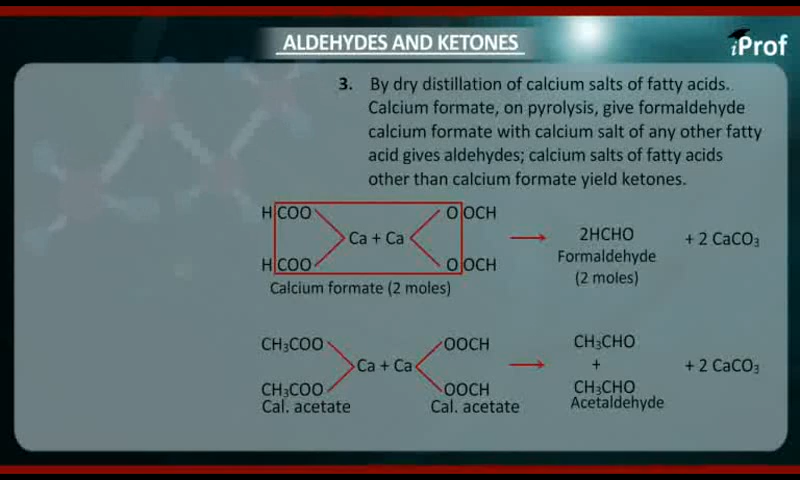 ALDEHYDES AND KETONES
iProf
3. By dry distillation of calcium salts of fatty acids.
Calcium formate, on pyrolysis, give formaldehyde
calcium formate with calcium salt of any other fatty
acid gives aldehydes; calcium salts of fatty acids
other than calcium formate yield ketones.
HCOO O OCH
Ca + Ca 2HCHO + 2 CaCO₃
Formaldehyde
HCOO O OCH
(2 moles)
Calcium formate (2 moles)
CH₃COO OOCH CH₃CHO
Ca + Ca + + 2 CaCO₃
CH₃COO OOCH CH₃CHO
Cal. acetate Cal. acetate Acetaldehyde